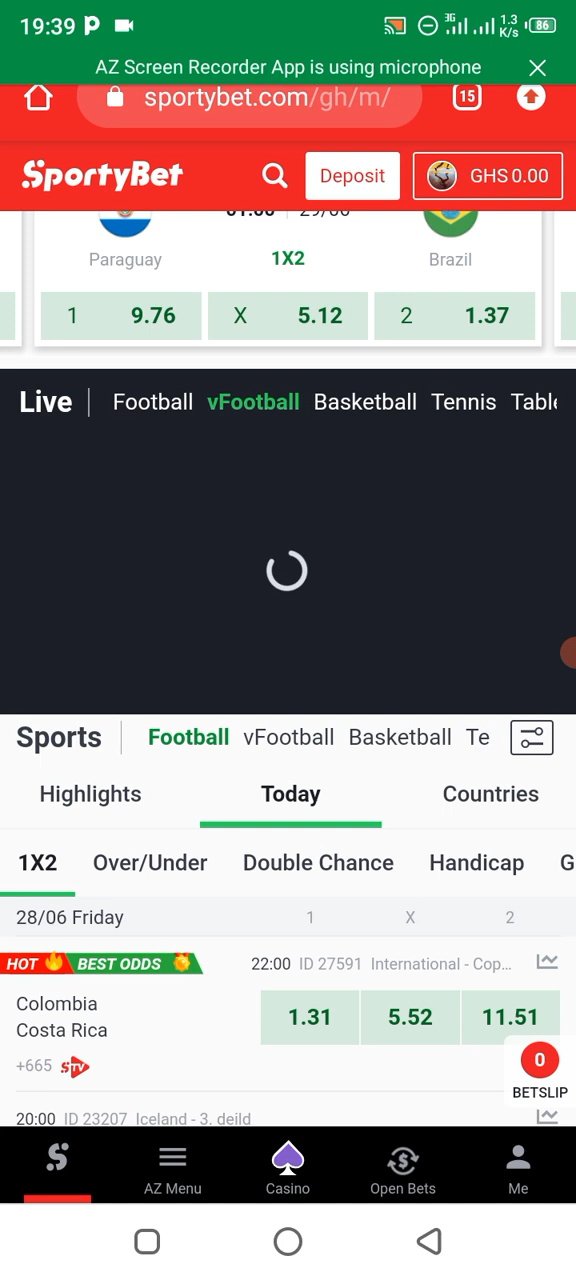 19:39 P 3G 1.3 K/s 86
AZ Screen Recorder App is using microphone
sportybet.com/gh/m/ 15
SportyBet Deposit GHS 0.00
Paraguay 1X2 Brazil
1 9.76 X 5.12 2 1.37
Live Football vFootball Basketball Tennis Table
Sports Football vFootball Basketball Te
Highlights Today Countries
1X2 Over/Under Double Chance Handicap G
28/06 Friday 1 X 2
HOT BEST ODDS 22:00 ID 27591 International - Cop...
Colombia
Costa Rica
1.31 5.52 11.51
+665 STV
0
BETSLIP
20:00 ID 23207 Iceland - 3. deild
AZ Menu Casino Open Bets Me